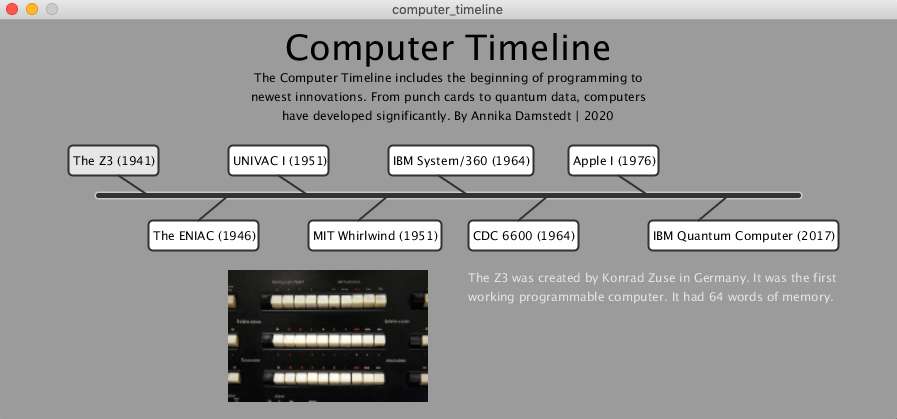 computer_timeline
Computer Timeline
The Computer Timeline includes the beginning of programming to
newest innovations. From punch cards to quantum data, computers
have developed significantly. By Annika Damstedt | 2020
The Z3 (1941)
UNIVAC I (1951)
IBM System/360 (1964)
Apple I (1976)
The ENIAC (1946)
MIT Whirlwind (1951)
CDC 6600 (1964)
IBM Quantum Computer (2017)
The Z3 was created by Konrad Zuse in Germany. It was the first
working programmable computer. It had 64 words of memory.